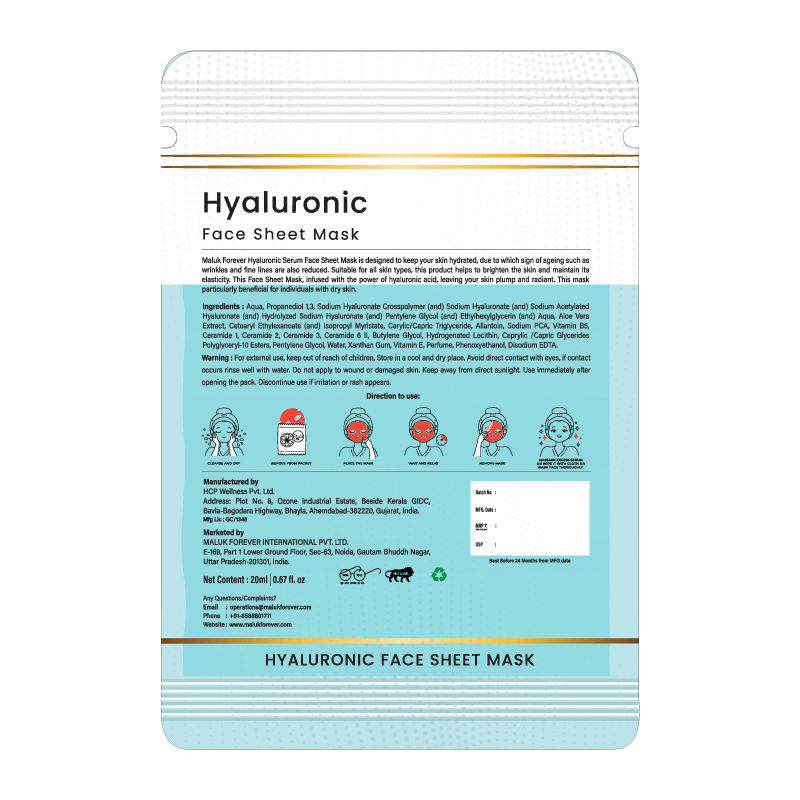 Hyaluronic
Face Sheet Mask
Maluk Forever Hyaluronic Serum Face Sheet Mask is designed to keep your skin hydrated, due to which sign of ageing such as
wrinkles and fine lines are also reduced. Suitable for all skin types, this product helps to brighten the skin and maintain its
elasticity. This Face Sheet Mask, infused with the power of hyaluronic acid, leaving your skin plump and radiant. This mask
particularly beneficial for individuals with dry skin.
Ingredients : Aqua, Propanediol 1,3, Sodium Hyaluronate Crosspolymer (and) Sodium Hyaluronate (and) Sodium Acetylated
Hyaluronate (and) Hydrolyzed Sodium Hyaluronate (and) Pentylene Glycol (and) Ethylhexylglycerin (and) Aqua, Aloe Vera
Extract, Cetearyl Ethylexanoate (and) Isopropyl Myristate, Carylic/Capric Triglyceride, Allantoin, Sodium PCA, Vitamin B5,
Ceramide 1, Ceramide 2, Ceramide 3, Ceramide 6 II, Butylene Glycol, Hydrogenated Lecithin, Caprylic /Capric Glycerides
Polyglyceryl-10 Esters, Pentylene Glycol, Water, Xanthan Gum, Vitamin E, Perfume, Phenoxyethanol, Disodium EDTA.
Warning : For external use, keep out of reach of children, Store in a cool and dry place. Avoid direct contact with eyes, if contact
occurs rinse well with water. Do not apply to wound or damaged skin. Keep away from direct sunlight. Use immediately after
opening the pack. Discontinue use if irritation or rash appears.
Direction to use:
CLEANSE AND DRY
REMOVE FROM PACKET
PLACE THE MASK
WAIT AND RELAX
REMOVE MASK
MASSAGE EXCESS SERUM
OR WIPE IT WITH CLOTH OR
WASH FACE THOROUGHLY
Manufactured by
HCP Wellness Pvt. Ltd.
Address: Plot No. 8, Ozone Industrial Estate, Beside Kerala GIDC,
Bavla-Bagodara Highway, Bhayla, Ahemdabad-382220, Gujarat, India.
Mfg Lic : GC/1348
Marketed by
MALUK FOREVER INTERNATIONAL PVT. LTD.
E-169, Part 1 Lower Ground Floor, Sec-63, Noida, Gautam Bhuddh Nagar,
Uttar Pradesh-201301, India.
Net Content : 20ml | 0.67 fl. oz
Batch No :
MFG. Date :
MRP ₹ :
USP :
Best Before 24 Months from MFG date
Any Questions/Complaints?
Email : operations@malukforever.com
Phone : +91-8588801711
Website : www.malukforever.com
HYALURONIC FACE SHEET MASK